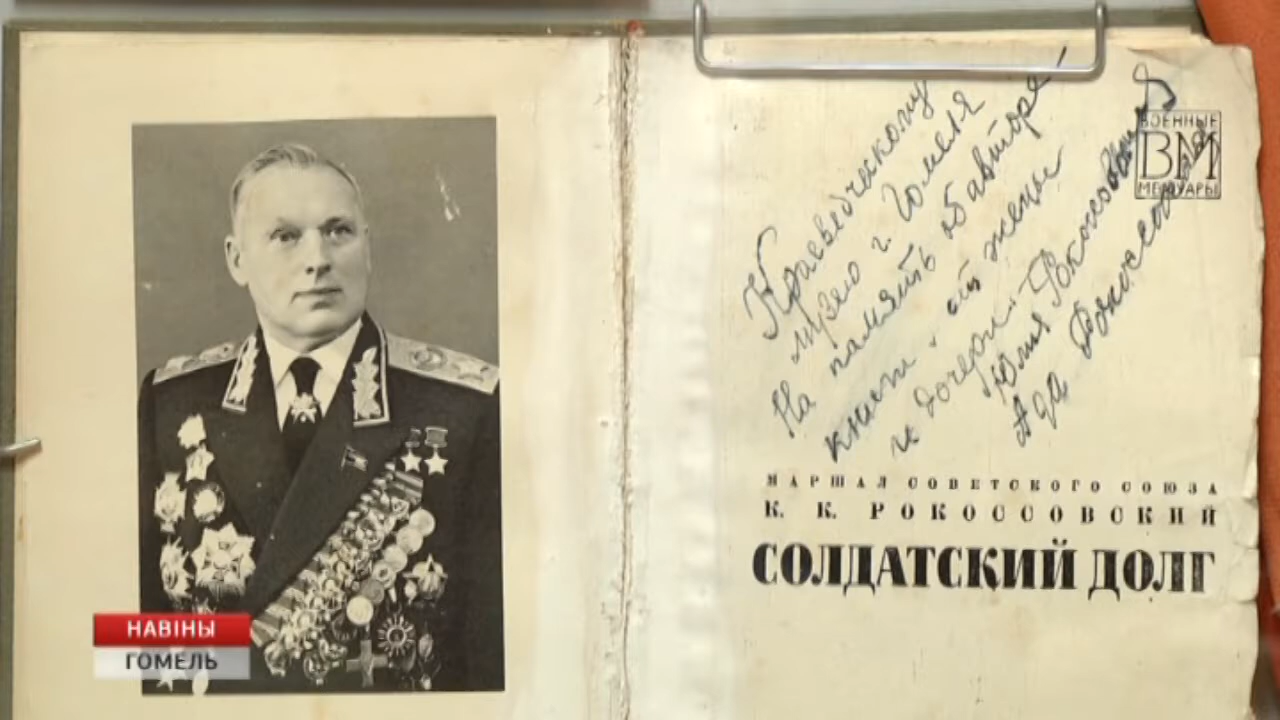 Краеведческому
музею г. Гомеля
На память об авторе
книги, от жены
и дочери. Рокоссовские
Юлия
Ада Рокоссовская
ВОЕННЫЕ
ВМ
МЕМУАРЫ
МАРШАЛ СОВЕТСКОГО СОЮЗА
К. К. РОКОССОВСКИЙ
СОЛДАТСКИЙ ДОЛГ
НАВІНЫ
ГОМЕЛЬ